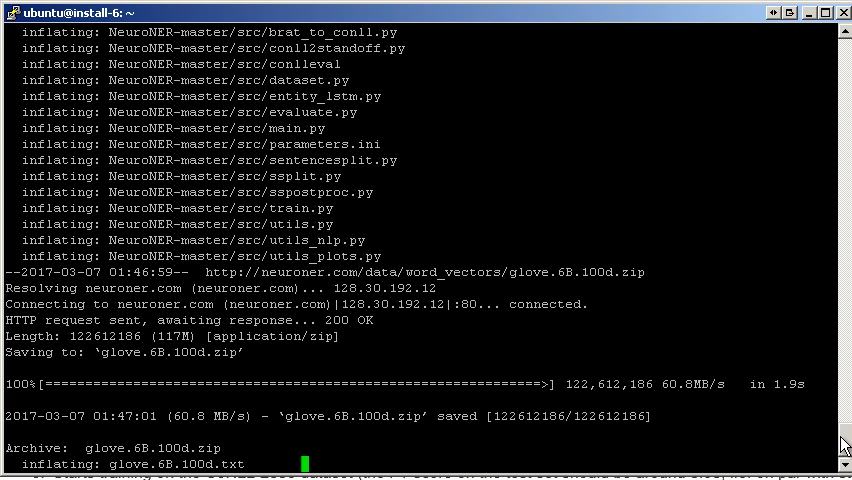 ubuntu@install-6: ~
inflating: NeuroNER-master/src/brat_to_conll.py
inflating: NeuroNER-master/src/conll2standoff.py
inflating: NeuroNER-master/src/conlleval
inflating: NeuroNER-master/src/dataset.py
inflating: NeuroNER-master/src/entity_lstm.py
inflating: NeuroNER-master/src/evaluate.py
inflating: NeuroNER-master/src/main.py
inflating: NeuroNER-master/src/parameters.ini
inflating: NeuroNER-master/src/sentencesplit.py
inflating: NeuroNER-master/src/ssplit.py
inflating: NeuroNER-master/src/sspostproc.py
inflating: NeuroNER-master/src/train.py
inflating: NeuroNER-master/src/utils.py
inflating: NeuroNER-master/src/utils_nlp.py
inflating: NeuroNER-master/src/utils_plots.py
--2017-03-07 01:46:59--  http://neuroner.com/data/word_vectors/glove.6B.100d.zip
Resolving neuroner.com (neuroner.com)... 128.30.192.12
Connecting to neuroner.com (neuroner.com)|128.30.192.12|:80... connected.
HTTP request sent, awaiting response... 200 OK
Length: 122612186 (117M) [application/zip]
Saving to: ‘glove.6B.100d.zip’
100%[==============================================================>] 122,612,186 60.8MB/s   in 1.9s
2017-03-07 01:47:01 (60.8 MB/s) - ‘glove.6B.100d.zip’ saved [122612186/122612186]
Archive:  glove.6B.100d.zip
inflating: glove.6B.100d.txt